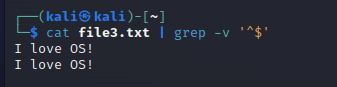 ┌──(kali㉿kali)-[~]
└─$ cat file3.txt | grep -v '^$'
I love OS!
I love OS!